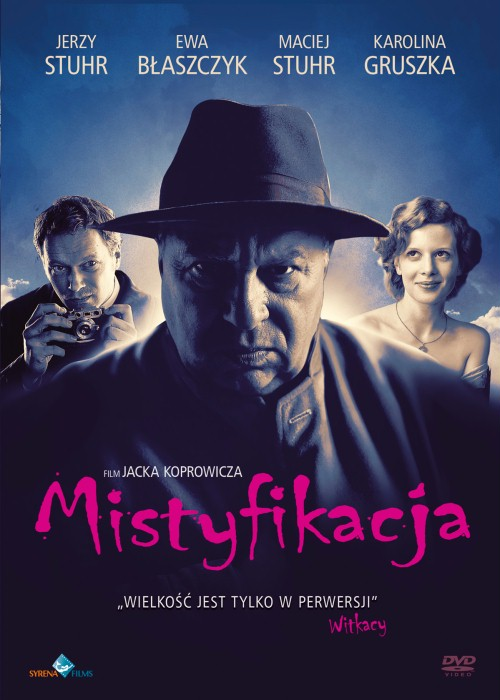 JERZY STUHR
EWA BŁASZCZYK
MACIEJ STUHR
KAROLINA GRUSZKA
FILM JACKA KOPROWICZA
Mistyfikacja
„WIELKOŚĆ JEST TYLKO W PERWERSJI”
Witkacy
SYRENA FILMS
DVD
VIDEO